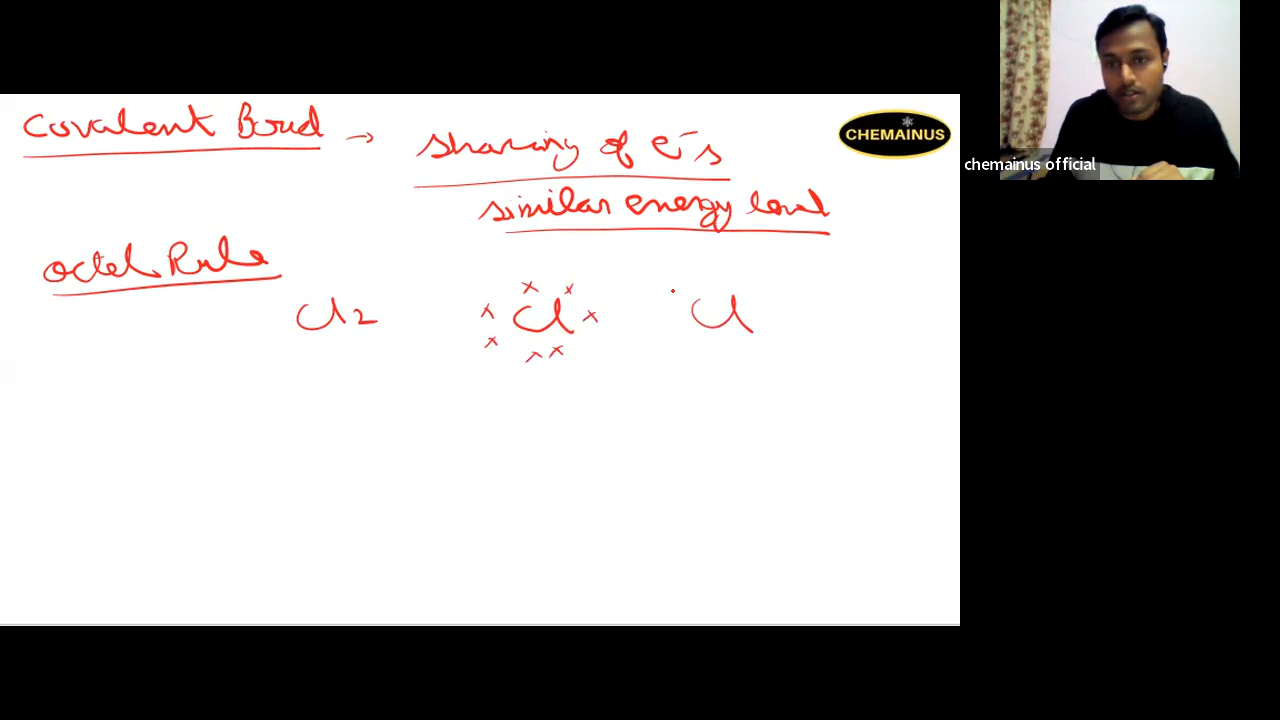 Covalent Bond → sharing of e⁻s
similar energy level
Octet Rule
Cl2 Cl Cl
CHEMAINUS
chemainus official